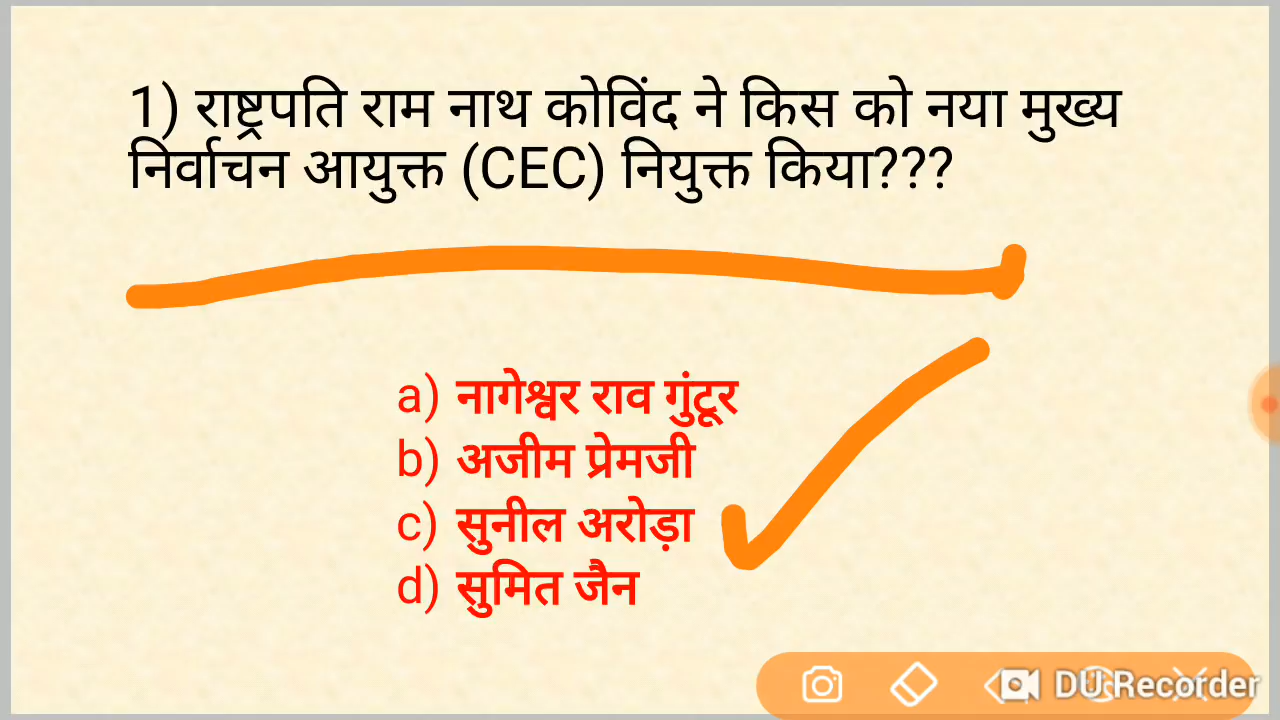 1) राष्ट्रपति राम नाथ कोविंद ने किस को नया मुख्य
निर्वाचन आयुक्त (CEC) नियुक्त किया???
a) नागेश्वर राव गुंटूर
b) अजीम प्रेमजी
c) सुनील अरोड़ा
d) सुमित जैन
DU Recorder